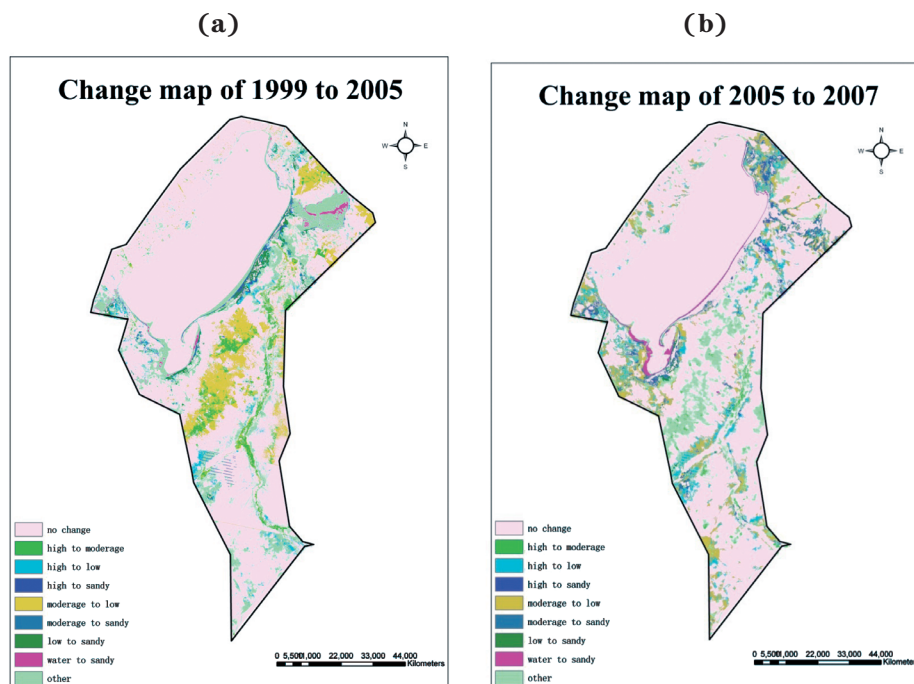 (a)
Change map of 1999 to 2005
N
W E
S
no change
high to moderage
high to low
high to sandy
moderage to low
moderage to sandy
low to sandy
water to sandy
other
0 5,500 11,000 22,000 33,000 44,000
Kilometers
(b)
Change map of 2005 to 2007
N
W E
S
no change
high to moderage
high to low
high to sandy
moderage to low
moderage to sandy
low to sandy
water to sandy
other
0 5,500 11,000 22,000 33,000 44,000
Kilometers